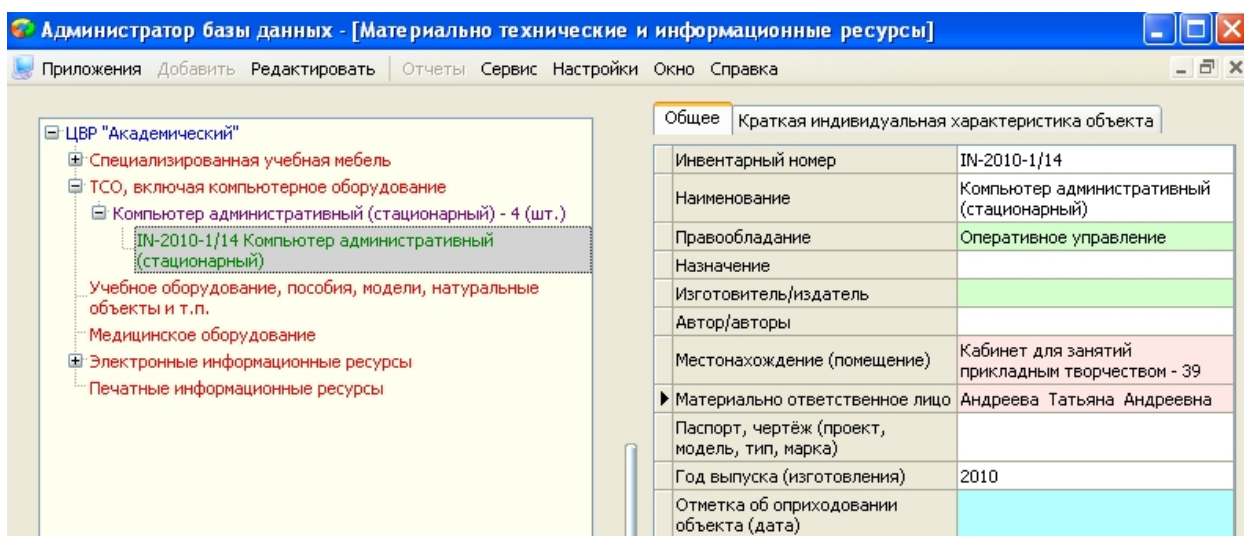 Администратор базы данных - [Материально технические и информационные ресурсы]
Приложения Добавить Редактировать Отчеты Сервис Настройки Окно Справка
ЦВР "Академический"
Специализированная учебная мебель
ТСО, включая компьютерное оборудование
Компьютер административный (стационарный) - 4 (шт.)
IN-2010-1/14 Компьютер административный
(стационарный)
Учебное оборудование, пособия, модели, натуральные
объекты и т.п.
Медицинское оборудование
Электронные информационные ресурсы
Печатные информационные ресурсы
Общее Краткая индивидуальная характеристика объекта
Инвентарный номер IN-2010-1/14
Наименование Компьютер административный
(стационарный)
Правообладание Оперативное управление
Назначение
Изготовитель/издатель
Автор/авторы
Местонахождение (помещение) Кабинет для занятий
прикладным творчеством - 39
Материально ответственное лицо Андреева Татьяна Андреевна
Паспорт, чертёж (проект,
модель, тип, марка)
Год выпуска (изготовления) 2010
Отметка об оприходовании
объекта (дата)